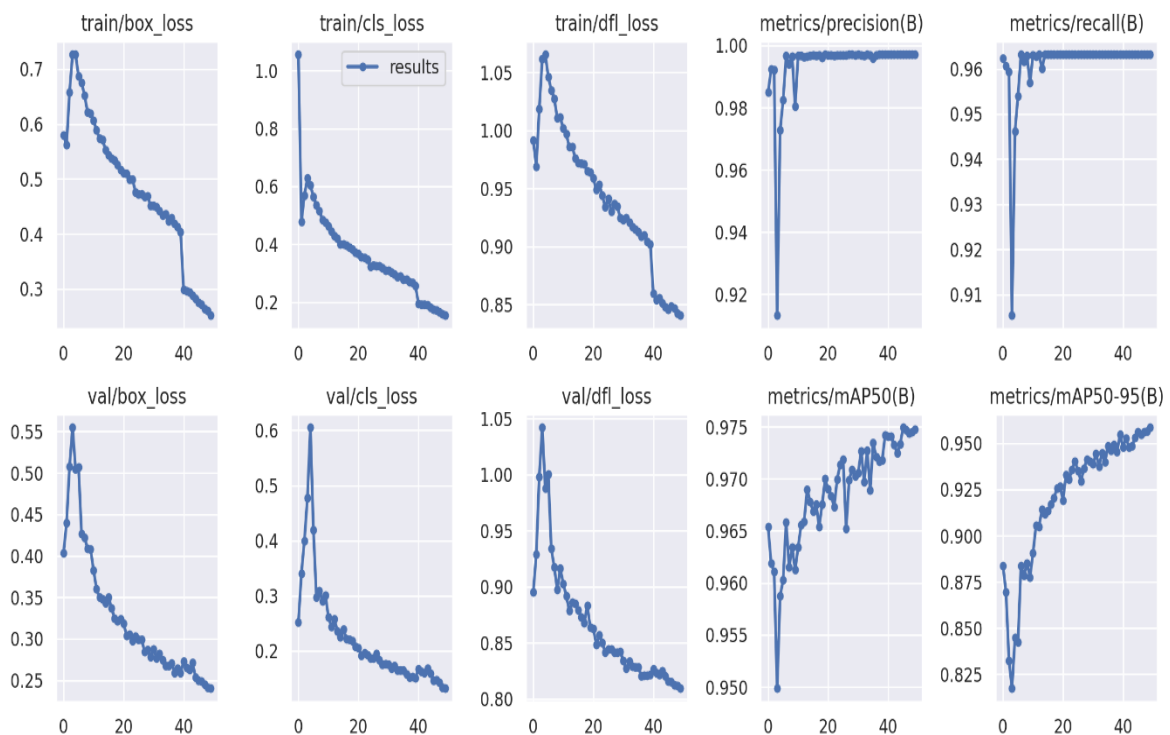 train/box_loss
train/cls_loss
train/dfl_loss
metrics/precision(B)
metrics/recall(B)
0.7
0.6
0.5
0.4
0.3
0 20 40
results
1.0
0.8
0.6
0.4
0.2
0 20 40
1.05
1.00
0.95
0.90
0.85
0 20 40
1.00
0.98
0.96
0.94
0.92
0 20 40
0.96
0.95
0.94
0.93
0.92
0.91
0 20 40
val/box_loss
val/cls_loss
val/dfl_loss
metrics/mAP50(B)
metrics/mAP50-95(B)
0.55
0.50
0.45
0.40
0.35
0.30
0.25
0 20 40
0.6
0.5
0.4
0.3
0.2
0 20 40
1.05
1.00
0.95
0.90
0.85
0.80
0 20 40
0.975
0.970
0.965
0.960
0.955
0.950
0 20 40
0.950
0.925
0.900
0.875
0.850
0.825
0 20 40